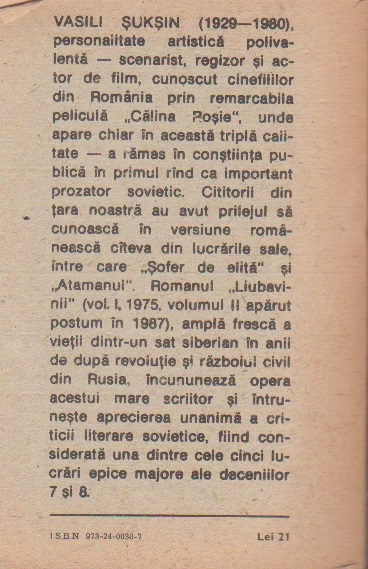 VASILI ŞUKŞIN (1929—1980),
personalitate artistică poliva-
lentă — scenarist, regizor şi ac-
tor de film, cunoscut cinefililor
din România prin remarcabila
peliculă „Călina Roşie“, unde
apare chiar în această triplă cali-
tate — a rămas în conştiinţa pu-
blică în primul rînd ca important
prozator sovietic. Cititorii din
ţara noastră au avut prilejul să
cunoască în versiune româ-
nească cîteva din lucrările sale,
între care „Şofer de elită“ şi
„Atamanul“. Romanul „Liubavi-
nii“ (vol. I, 1975, volumul II apărut
postum în 1987), amplă frescă a
vieţii dintr-un sat siberian în anii
de după revoluţie şi războiul civil
din Rusia, încununează opera
acestui mare scriitor şi întru-
neşte aprecierea unanimă a cri-
ticii literare sovietice, fiind con-
siderată una dintre cele cinci lu-
crări epice majore ale deceniilor
7 şi 8.
I S B N 973-24-0030-7 Lei 21